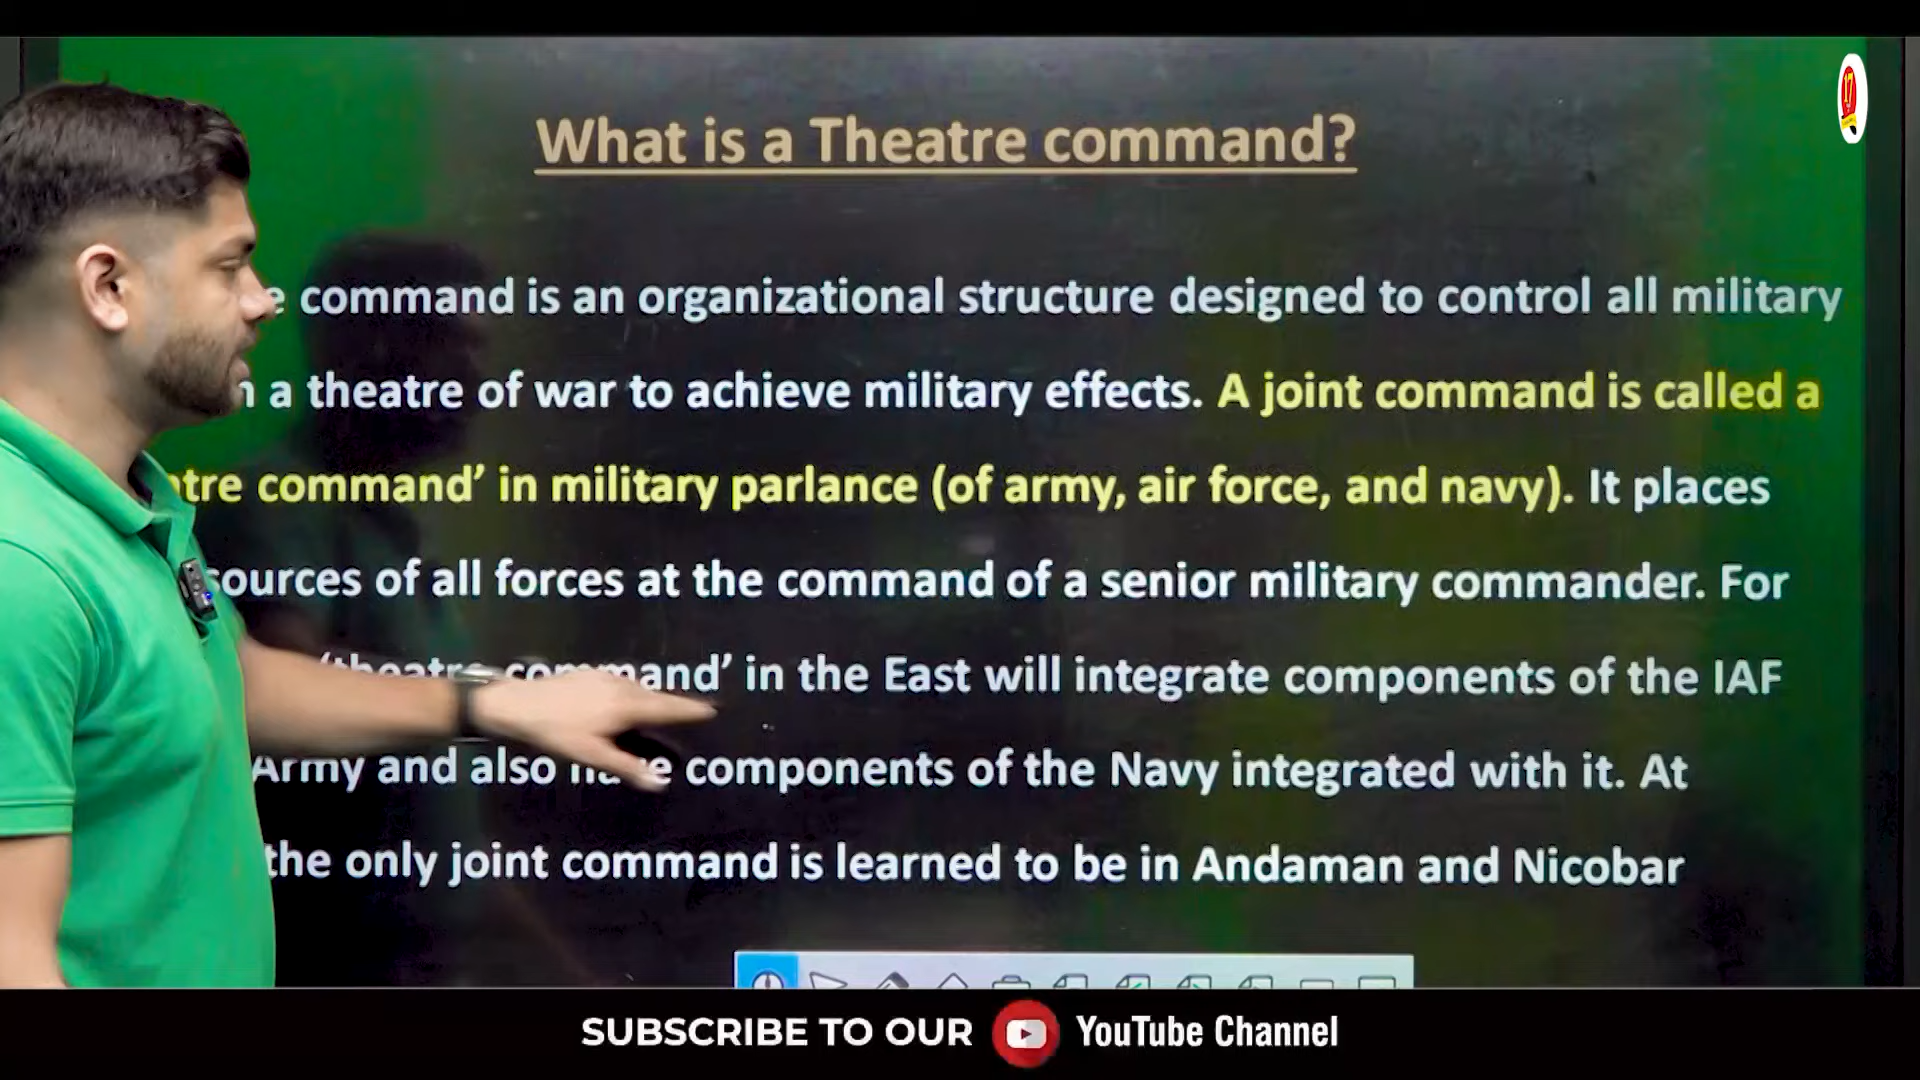 What is a Theatre command?
17
command is an organizational structure designed to control all military
a theatre of war to achieve military effects. A joint command is called a
command’ in military parlance (of army, air force, and navy). It places
of all forces at the command of a senior military commander. For
‘theatre command’ in the East will integrate components of the IAF
Army and also have components of the Navy integrated with it. At
the only joint command is learned to be in Andaman and Nicobar
SUBSCRIBE TO OUR YouTube Channel